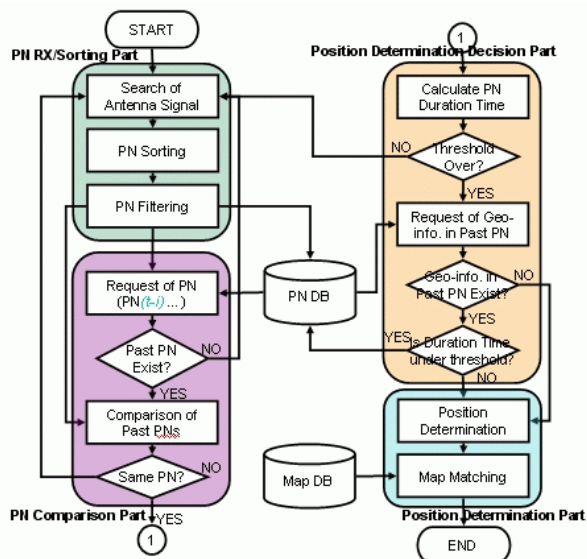 START
PN RX/Sorting Part
Search of
Antenna Signal
PN Sorting
PN Filtering
Request of PN
(PN(t-i)...)
Past PN
Exist?
NO
YES
Comparison of
Past PNs
Same PN?
NO
YES
PN Comparison Part
1
PN DB
Map DB
1
Position Determination Decision Part
Calculate PN
Duration Time
NO
Threshold
Over?
YES
Request of Geo-
info. in Past PN
Geo-info. in
Past PN Exist?
NO
YES
YES
Is Duration Time
under threshold?
NO
Position
Determination
Map Matching
Position Determination Part
END